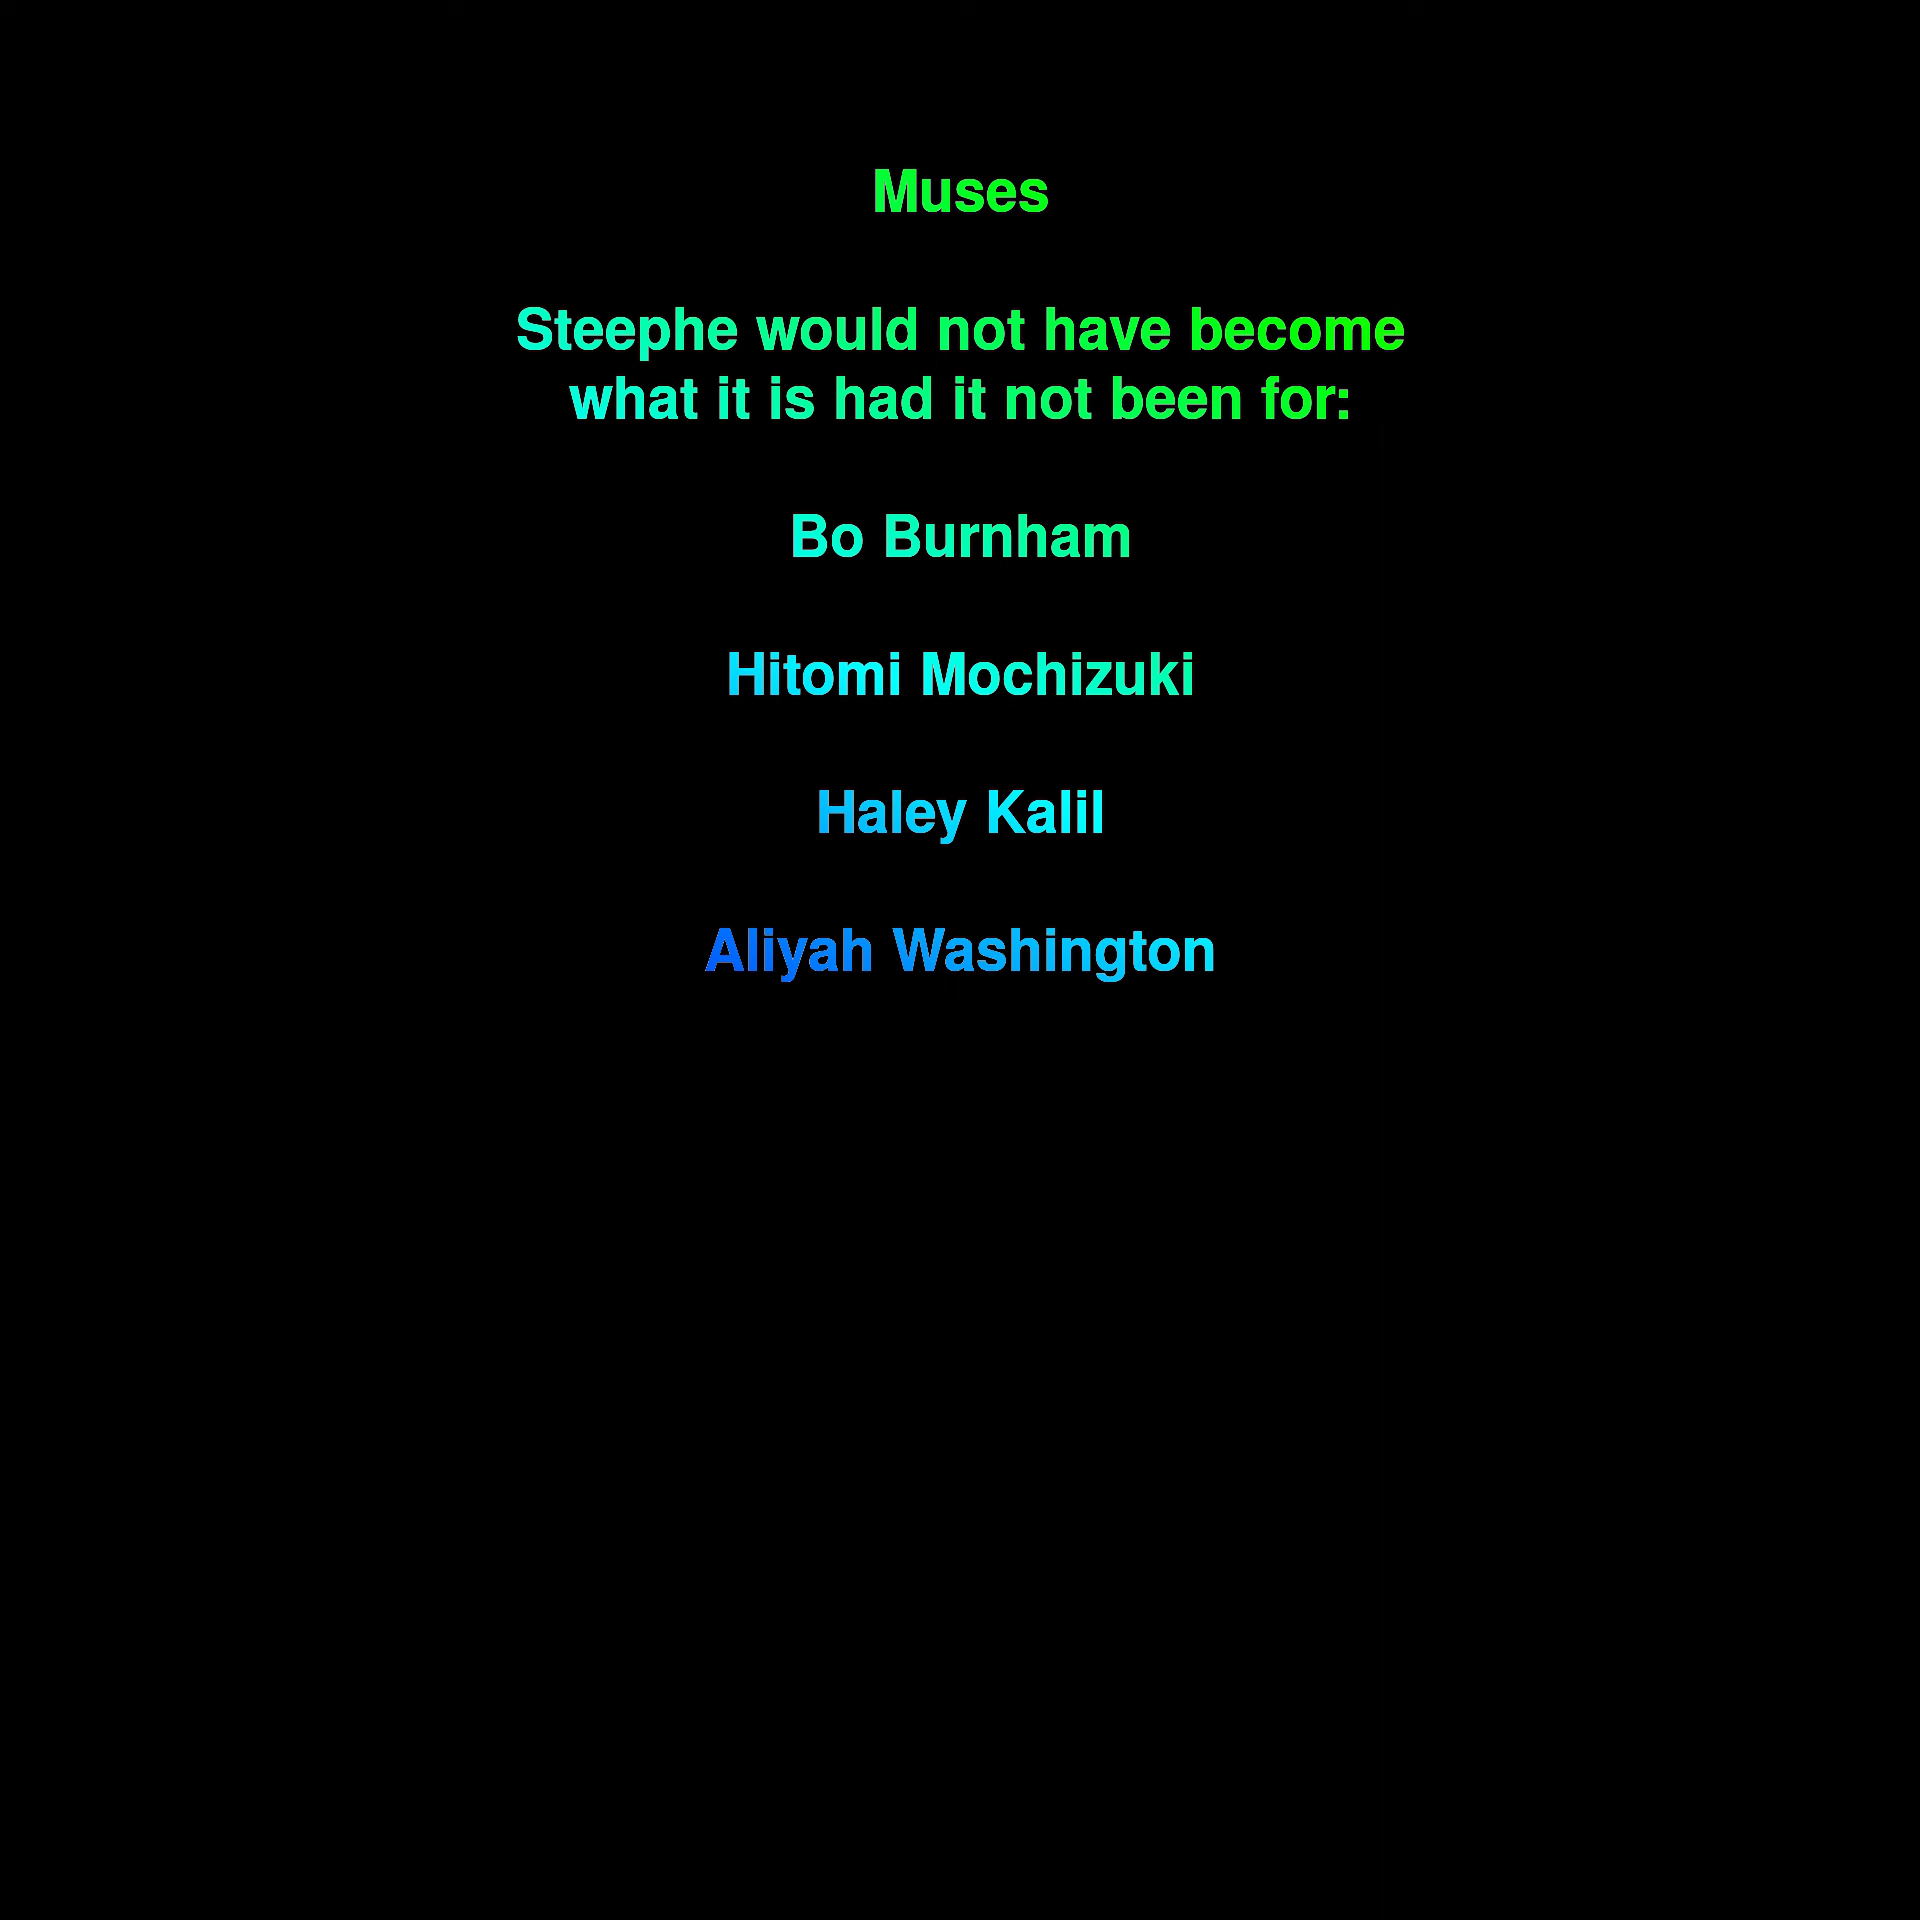 Muses
Steephe would not have become
what it is had it not been for:
Bo Burnham
Hitomi Mochizuki
Haley Kalil
Aliyah Washington